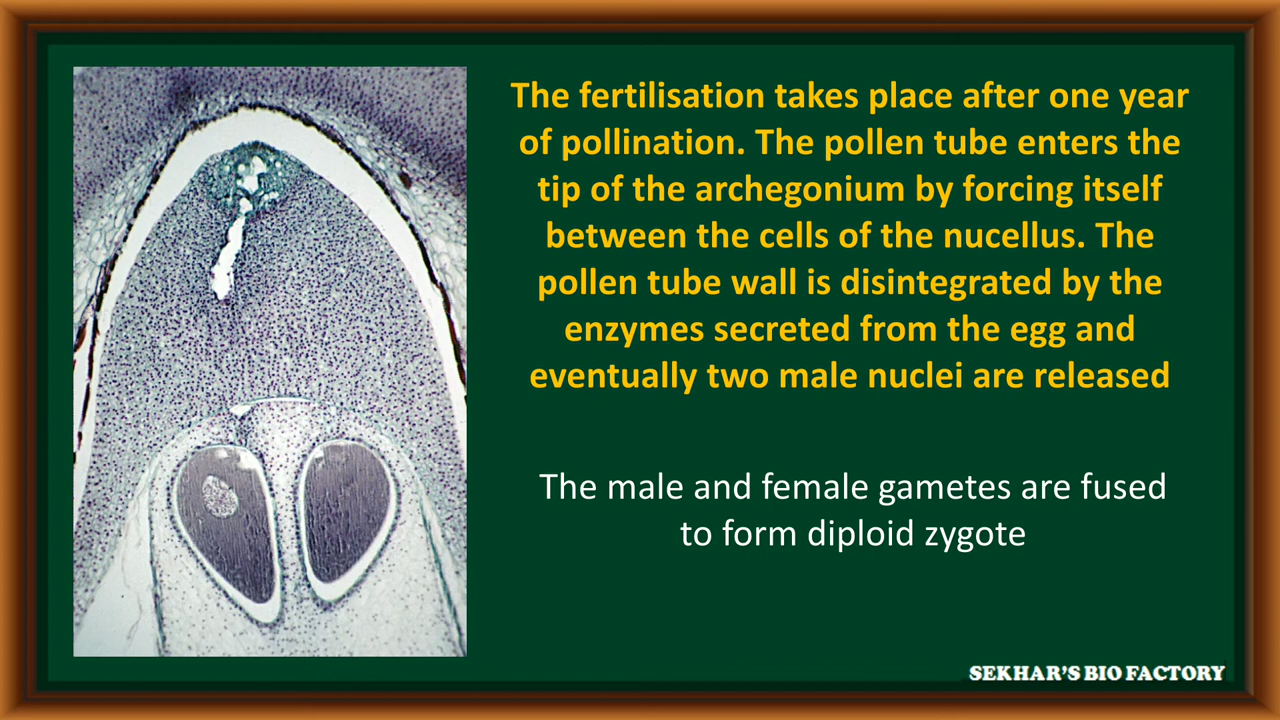 The fertilisation takes place after one year
of pollination. The pollen tube enters the
tip of the archegonium by forcing itself
between the cells of the nucellus. The
pollen tube wall is disintegrated by the
enzymes secreted from the egg and
eventually two male nuclei are released
The male and female gametes are fused
to form diploid zygote
SEKHAR'S BIO FACTORY